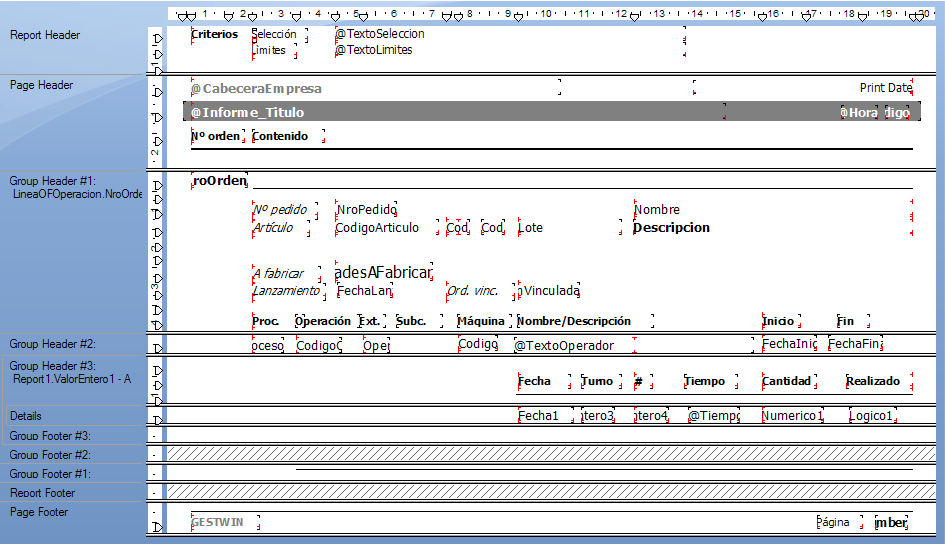 1 2 3 4 5 6 7 8 9 10 11 12 13 14 15 16 17 18 19 20
Report Header
Criterios Selección @TextoSeleccion
Límites @TextoLimites
Page Header
@CabeceraEmpresa Print Date
@Informe_Titulo @Hora digo
Nº orden Contenido
Group Header #1:
LineaOFOperacion.NroOrde
roOrden
Nº pedido NroPedido Nombre
Artículo CodigoArticulo Cod Cod Lote Descripcion
A fabricar adesAFabricar
Lanzamiento FechaLan Ord. vinc. nVinculada
Proc. Operación Ext. Subc. Máquina Nombre/Descripción Inicio Fin
Group Header #2:
oceso CodigoO Ope Codigo @TextoOperador FechaInic FechaFina
Group Header #3:
Report1.ValorEntero1 - A
Fecha Turno # Tiempo Cantidad Realizado
Details
Fecha1 ntero3 ntero4 @Tiempo Numerico1 Logico1
Group Footer #3:
Group Footer #2:
Group Footer #1:
Report Footer
Page Footer
GESTWIN Página mber